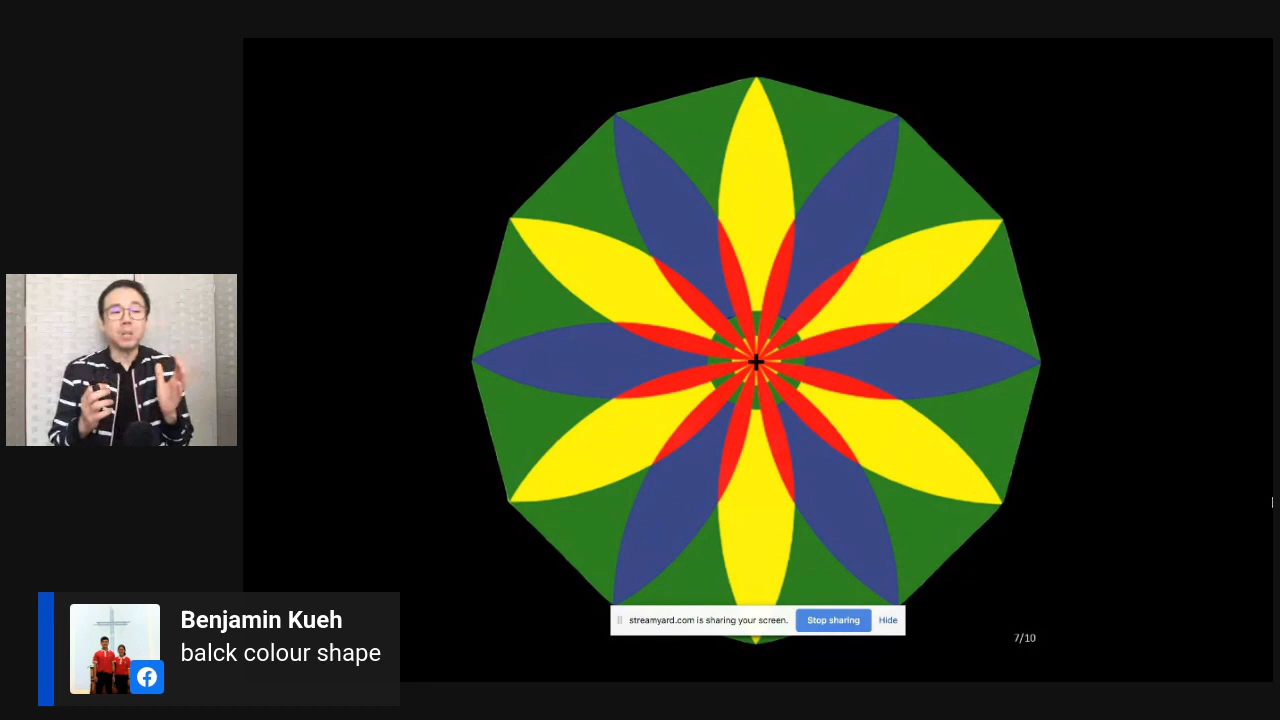 streamyard.com is sharing your screen. Stop sharing Hide
7/10
Benjamin Kueh
balck colour shape